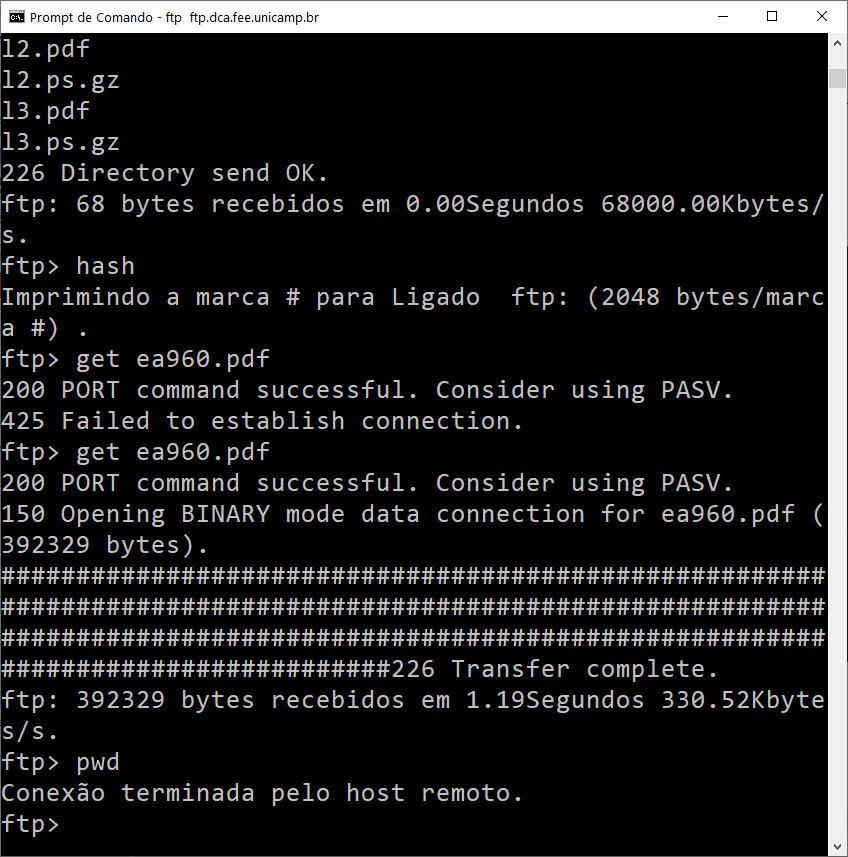 Prompt de Comando - ftp  ftp.dca.fee.unicamp.br
l2.pdf
l2.ps.gz
l3.pdf
l3.ps.gz
226 Directory send OK.
ftp: 68 bytes recebidos em 0.00Segundos 68000.00Kbytes/
s.
ftp> hash
Imprimindo a marca # para Ligado  ftp: (2048 bytes/marc
a #) .
ftp> get ea960.pdf
200 PORT command successful. Consider using PASV.
425 Failed to establish connection.
ftp> get ea960.pdf
200 PORT command successful. Consider using PASV.
150 Opening BINARY mode data connection for ea960.pdf (
392329 bytes).
#######################################################
#######################################################
#######################################################
##########################226 Transfer complete.
ftp: 392329 bytes recebidos em 1.19Segundos 330.52Kbyte
s/s.
ftp> pwd
Conexão terminada pelo host remoto.
ftp>